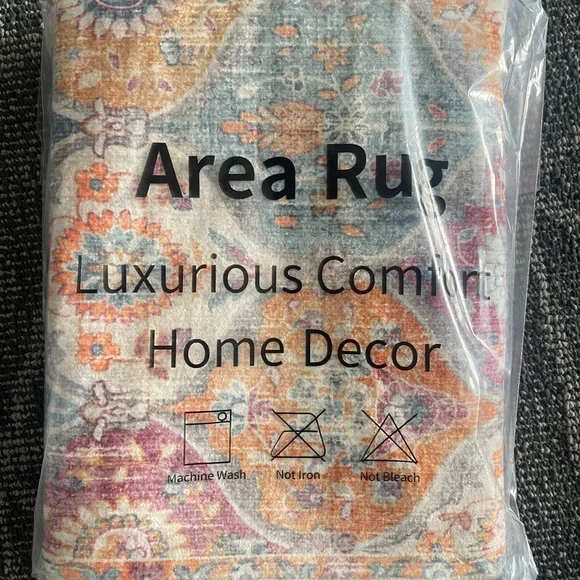 Area Rug
Luxurious Comfort
Home Decor
Machine Wash Not Iron Not Bleach